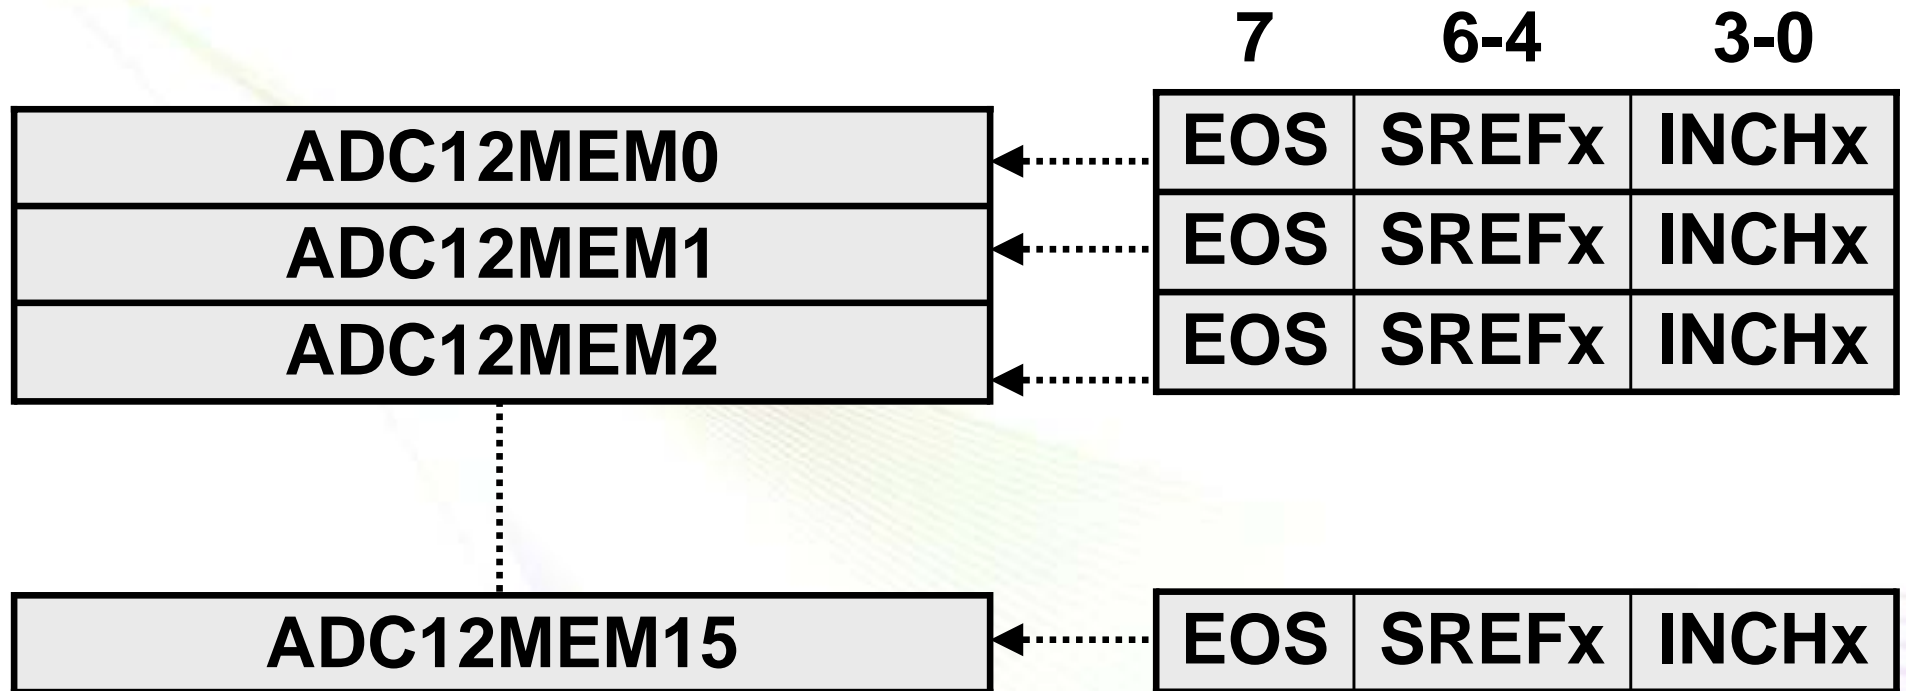 7 6-4 3-0
ADC12MEM0 EOS SREFx INCHx
ADC12MEM1 EOS SREFx INCHx
ADC12MEM2 EOS SREFx INCHx
ADC12MEM15 EOS SREFx INCHx